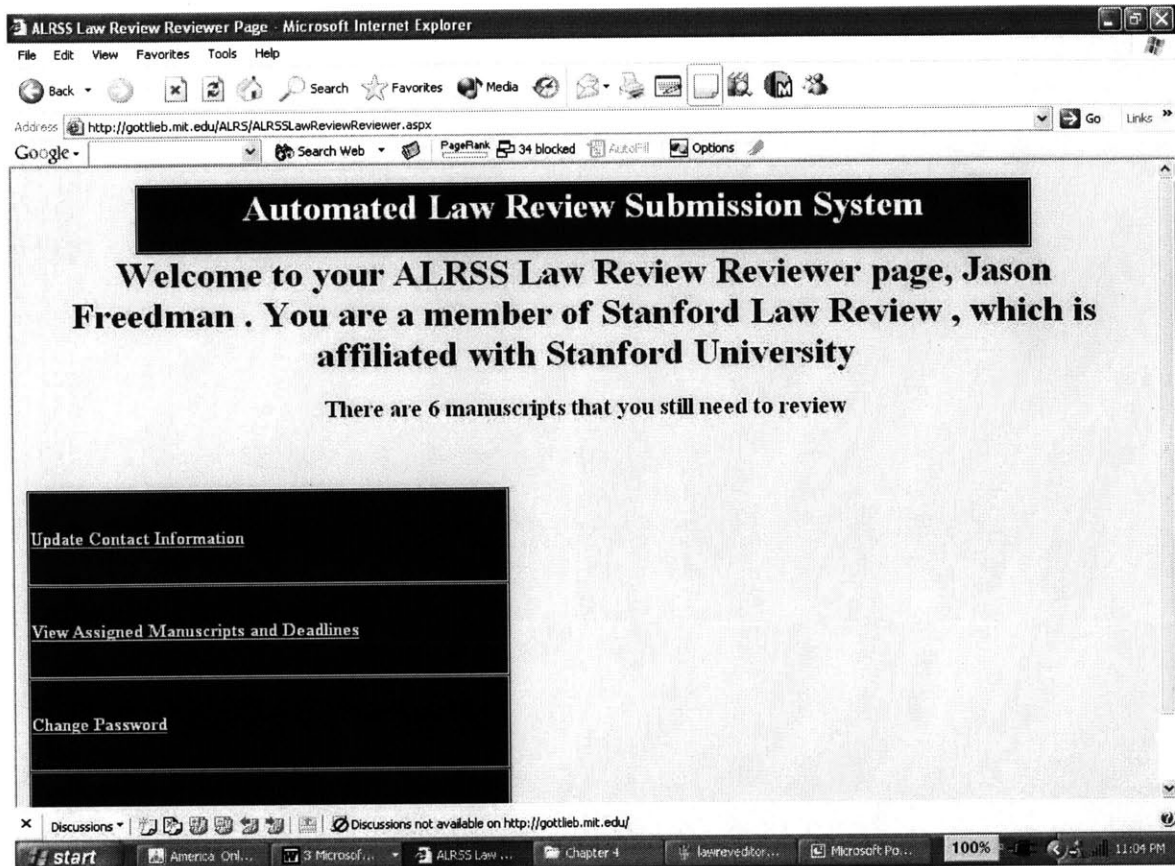 ALRSS Law Review Reviewer Page - Microsoft Internet Explorer
File Edit View Favorites Tools Help
Back Search Favorites Media
Address http://gottlieb.mit.edu/ALRS/ALRSSLawReviewReviewer.aspx Go Links »
Google Search Web PageRank 34 blocked AutoFill Options
Automated Law Review Submission System
Welcome to your ALRSS Law Review Reviewer page, Jason
Freedman . You are a member of Stanford Law Review , which is
affiliated with Stanford University
There are 6 manuscripts that you still need to review
Update Contact Information
View Assigned Manuscripts and Deadlines
Change Password
Discussions Discussions not available on http://gottlieb.mit.edu/
start America Onl... 3 Microsof... ALRSS Law ... Chapter 4 lawreveditor... Microsoft Po... 100% 11:04 PM